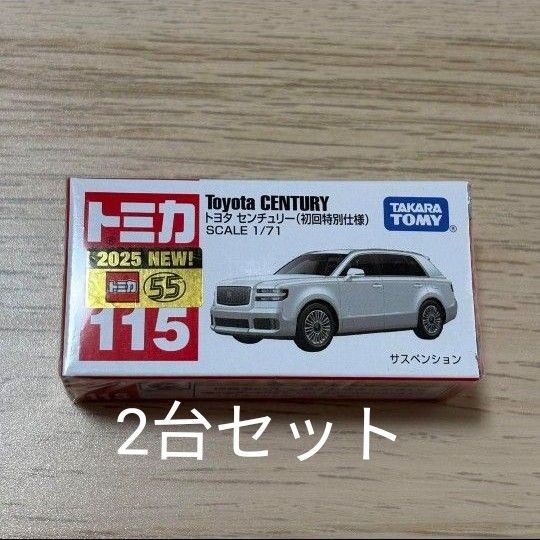 Toyota CENTURY
トヨタ センチュリー(初回特別仕様)
SCALE 1/71
TAKARA
TOMY
®
トミカ
2025 NEW!
トミカ 55
115
サスペンション
2台セット